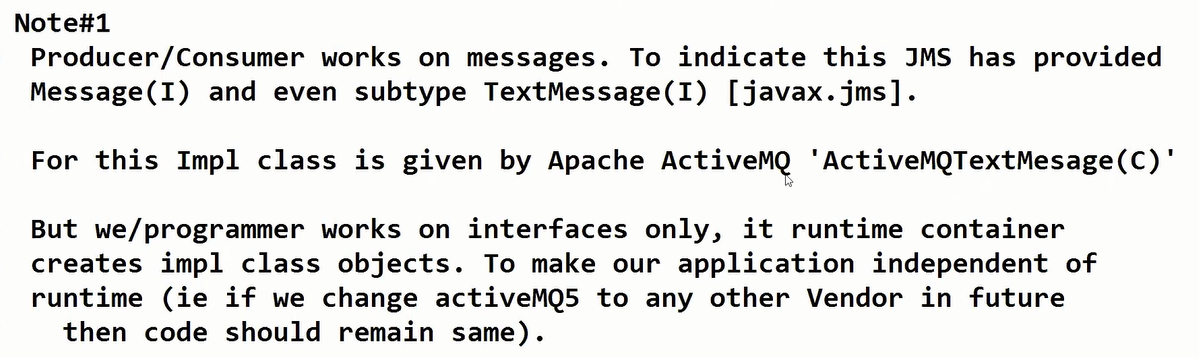 Note#1
Producer/Consumer works on messages. To indicate this JMS has provided
Message(I) and even subtype TextMessage(I) [javax.jms].
For this Impl class is given by Apache ActiveMQ 'ActiveMQTextMesage(C)'
But we/programmer works on interfaces only, it runtime container
creates impl class objects. To make our application independent of
runtime (ie if we change activeMQ5 to any other Vendor in future
then code should remain same).